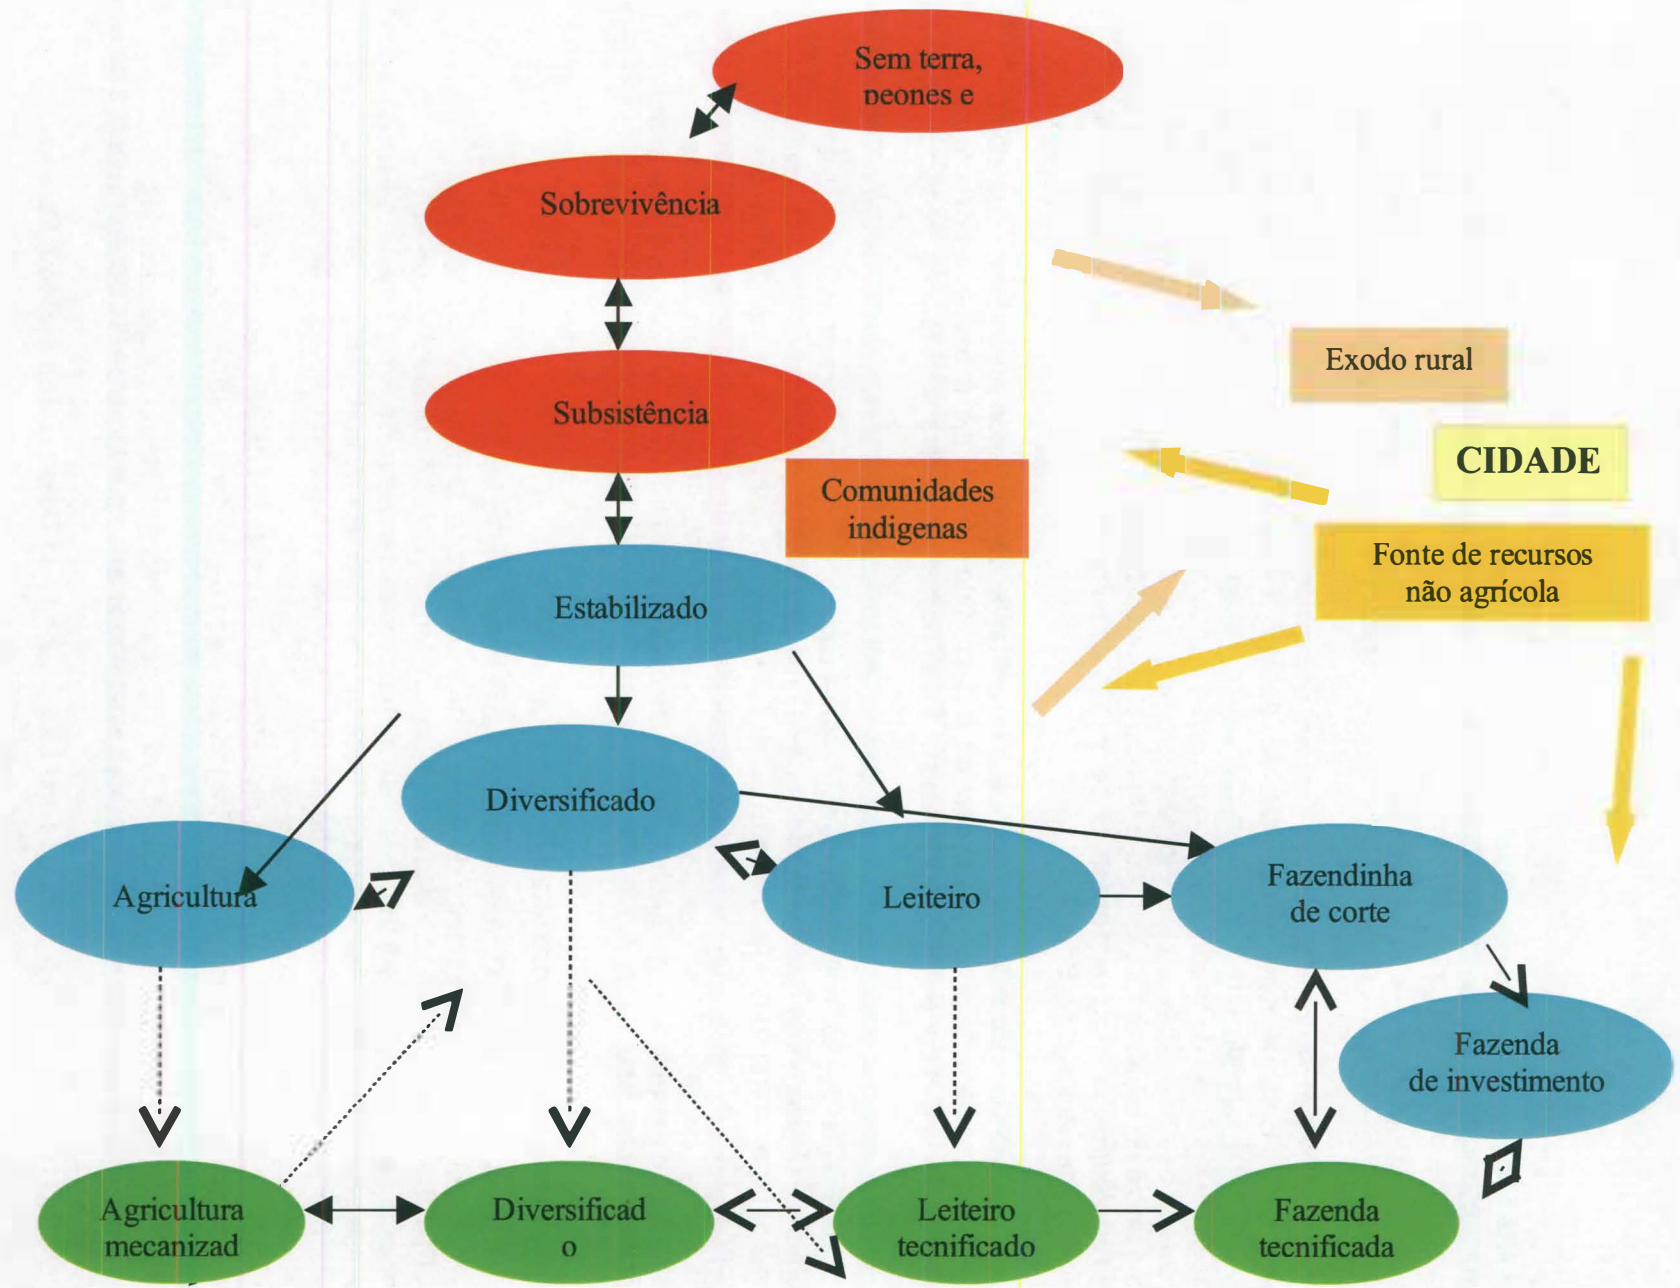 Sem terra,
peones e
Sobrevivência
Exodo rural
Subsistência
CIDADE
Comunidades
indigenas
Fonte de recursos
não agrícola
Estabilizado
Diversificado
Agricultura
Leiteiro
Fazendinha
de corte
Fazenda
de investimento
Agricultura
mecanizad
Diversificad
o
Leiteiro
tecnificado
Fazenda
tecnificada